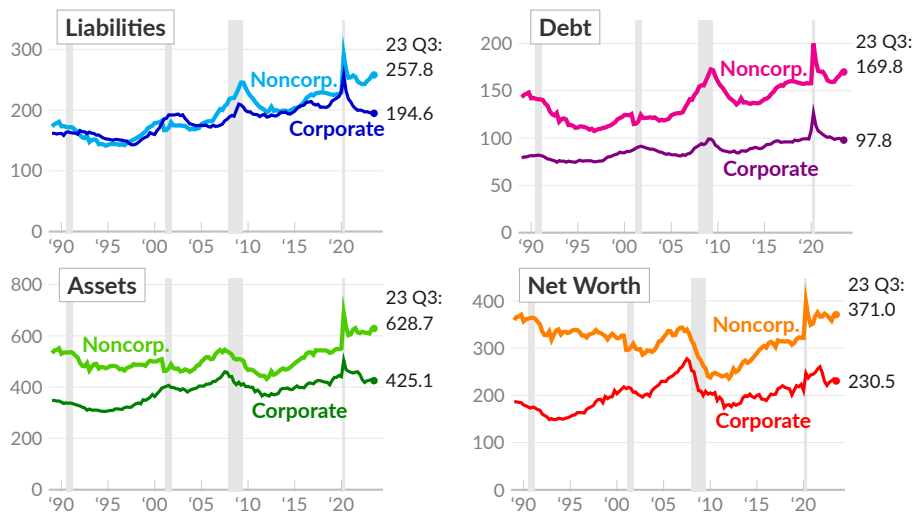 Liabilities
23 Q3:
300
257.8
Noncorp.
200
194.6
Corporate
100
0
‘90 ‘95 ‘00 ‘05 ‘10 ‘15 ‘20
Debt
23 Q3:
200
Noncorp.
169.8
150
100
97.8
Corporate
50
0
‘90 ‘95 ‘00 ‘05 ‘10 ‘15 ‘20
Assets
800
23 Q3:
628.7
600
Noncorp.
400
425.1
Corporate
200
0
‘90 ‘95 ‘00 ‘05 ‘10 ‘15 ‘20
Net Worth
23 Q3:
400
371.0
Noncorp.
300
230.5
200
Corporate
100
0
‘90 ‘95 ‘00 ‘05 ‘10 ‘15 ‘20